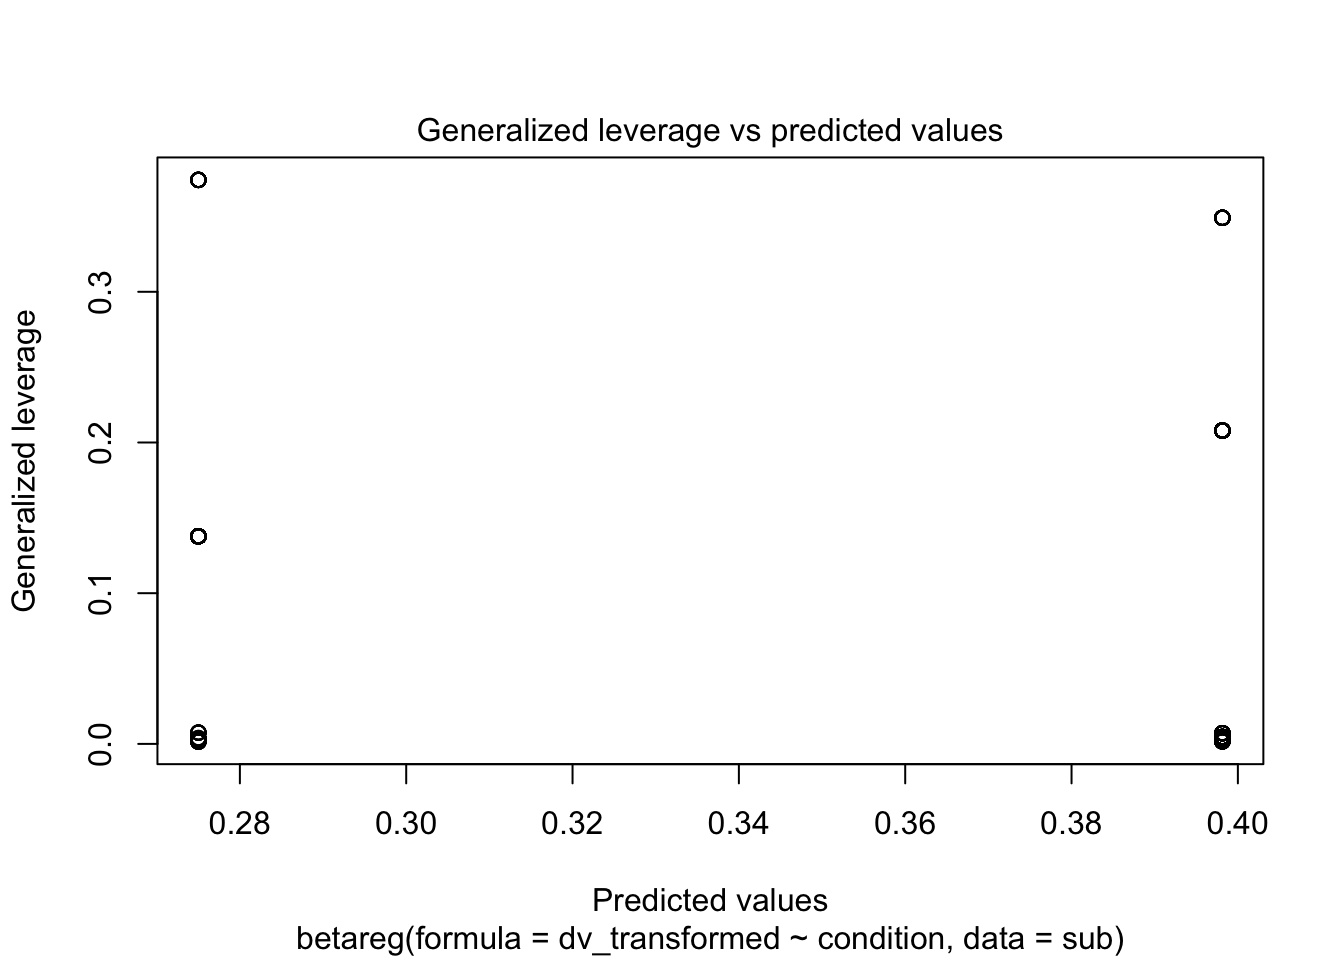 Generalized leverage vs predicted values
Generalized leverage
0.3
0.2
0.1
0.0
0.28 0.30 0.32 0.34 0.36 0.38 0.40
Predicted values
betareg(formula = dv_transformed ~ condition, data = sub)